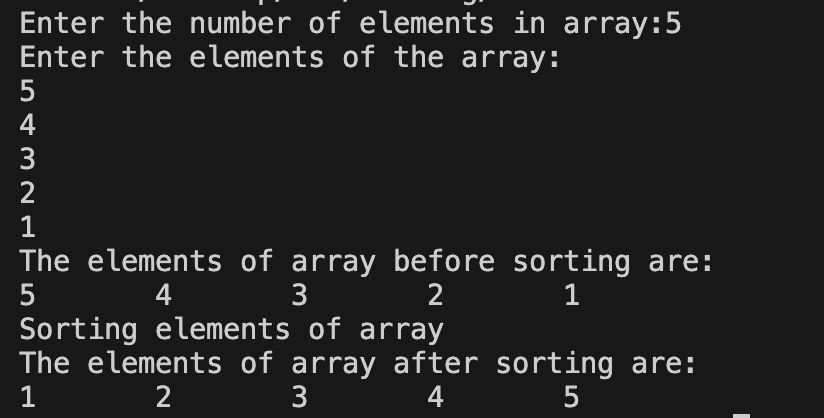 Enter the number of elements in array:5
Enter the elements of the array:
5
4
3
2
1
The elements of array before sorting are:
5	4	3	2	1
Sorting elements of array
The elements of array after sorting are:
1	2	3	4	5